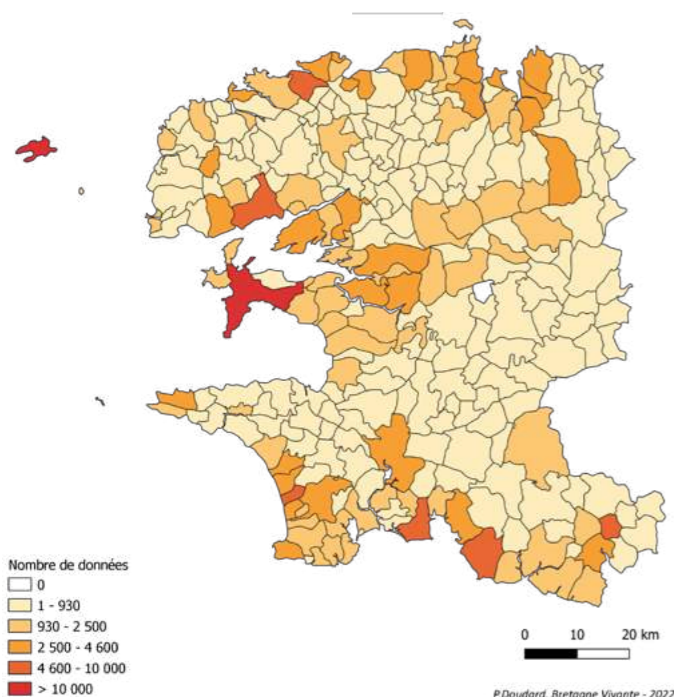 Nombre de données
0
1 - 930
930 - 2 500
2 500 - 4 600
4 600 - 10 000
> 10 000
0 10 20 km
P.Doudard, Bretagne Vivante - 2022